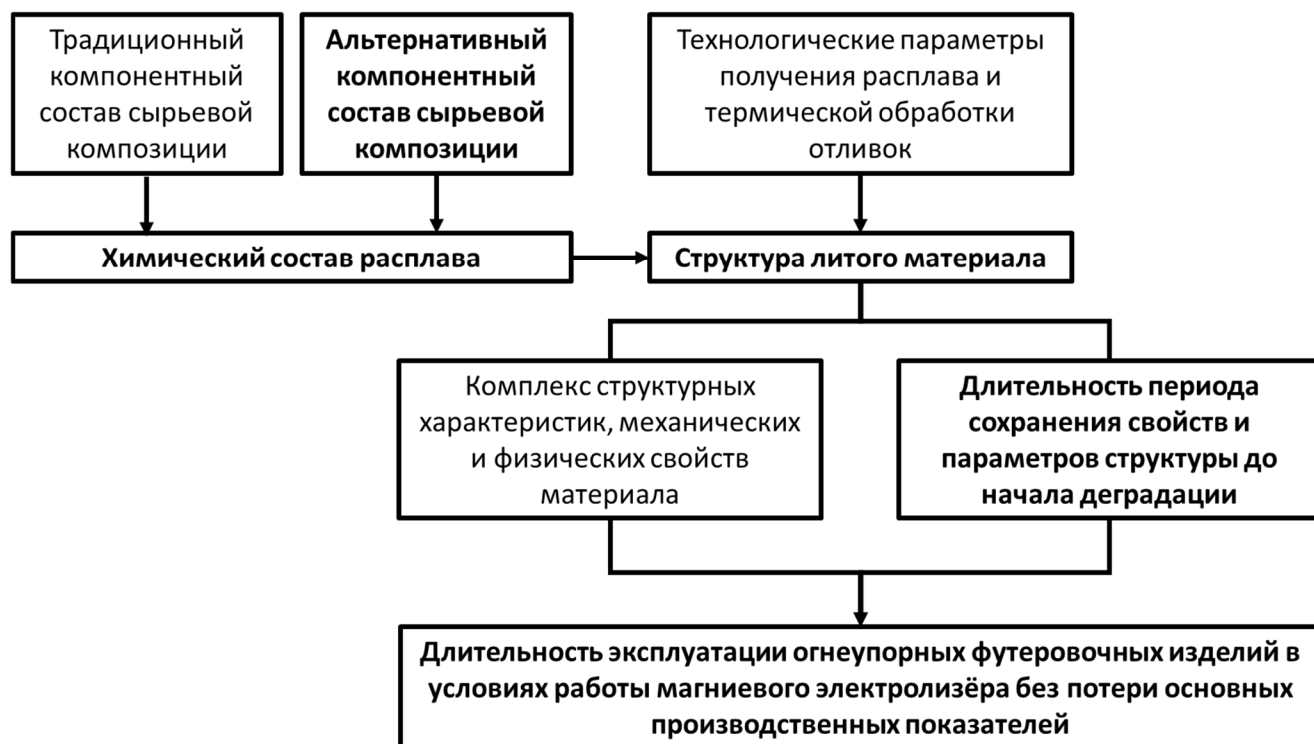 Традиционный
компонентный
состав сырьевой
композиции
Альтернативный
компонентный
состав сырьевой
композиции
Технологические параметры
получения расплава и
термической обработки
отливок
Химический состав расплава
Структура литого материала
Комплекс структурных
характеристик, механических
и физических свойств
материала
Длительность периода
сохранения свойств и
параметров структуры до
начала деградации
Длительность эксплуатации огнеупорных футеровочных изделий в
условиях работы магниевого электролизёра без потери основных
производственных показателей